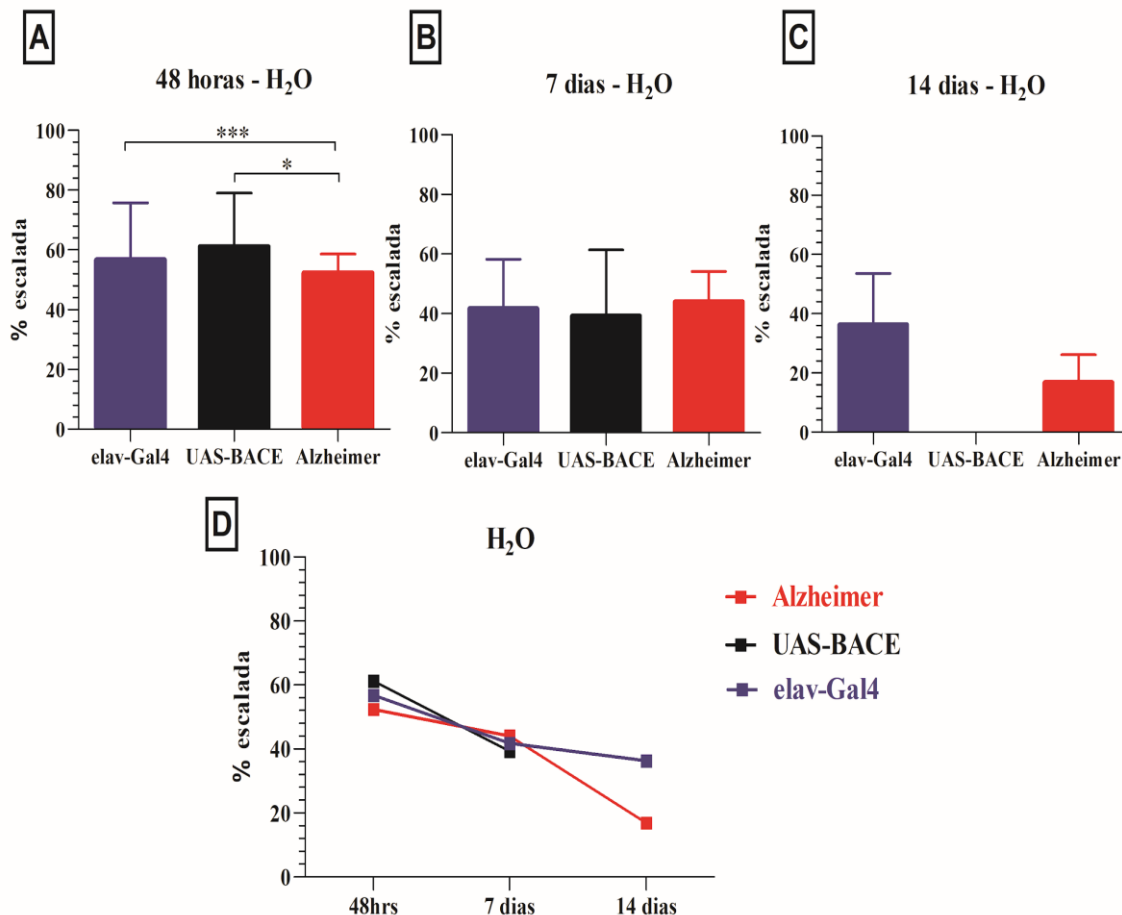 A
48 horas - H₂O
% escalada
100
80
60
40
20
0
***
*
elav-Gal4 UAS-BACE Alzheimer
B
7 dias - H₂O
% escalada
100
80
60
40
20
0
elav-Gal4 UAS-BACE Alzheimer
C
14 dias - H₂O
% escalada
100
80
60
40
20
0
elav-Gal4 UAS-BACE Alzheimer
D
H₂O
% escalada
100
80
60
40
20
0
48hrs 7 dias 14 dias
Alzheimer
UAS-BACE
elav-Gal4